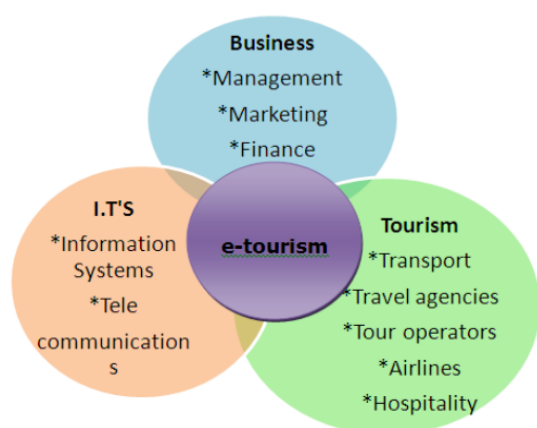 Business
*Management
*Marketing
*Finance
I.T'S
*Information
Systems
*Tele
communication
s
e-tourism
Tourism
*Transport
*Travel agencies
*Tour operators
*Airlines
*Hospitality